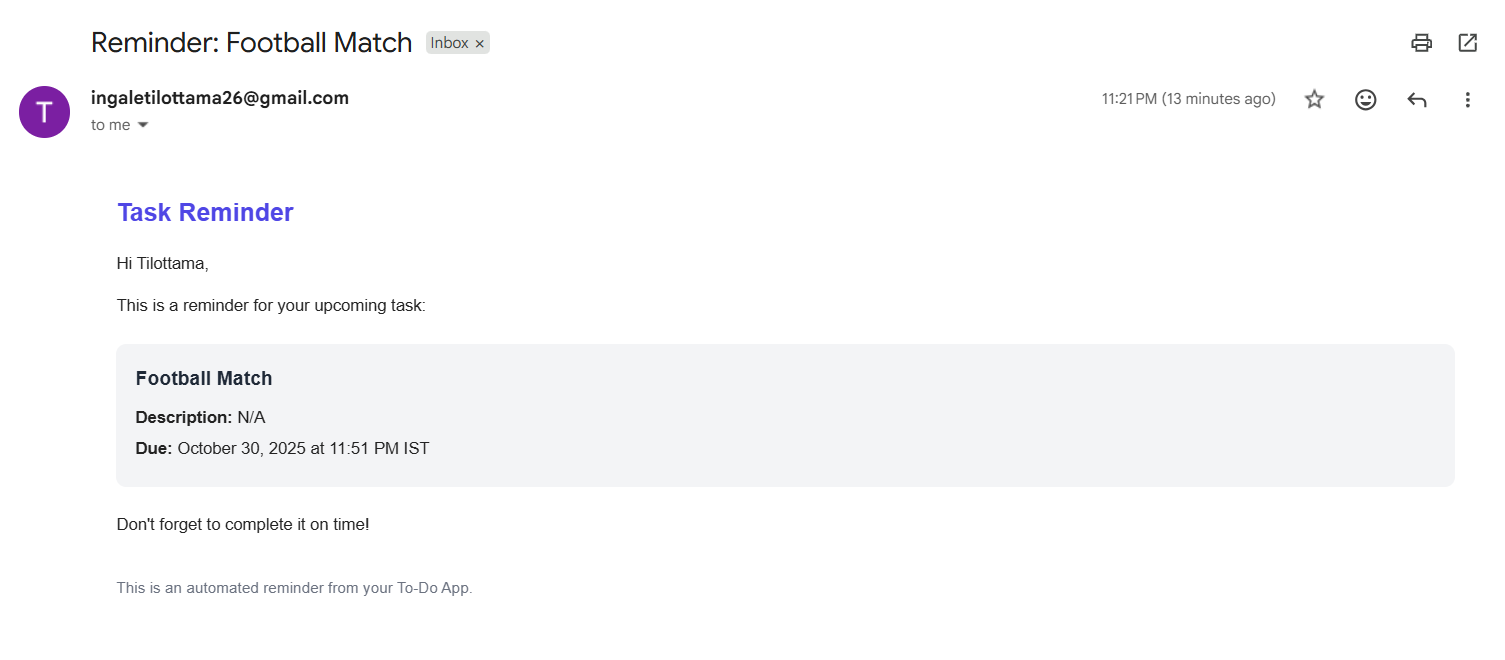 Reminder: Football Match Inbox ×
T
ingaletilottama26@gmail.com 11:21 PM (13 minutes ago)
to me
Task Reminder
Hi Tilottama,
This is a reminder for your upcoming task:
Football Match
Description: N/A
Due: October 30, 2025 at 11:51 PM IST
Don't forget to complete it on time!
This is an automated reminder from your To-Do App.